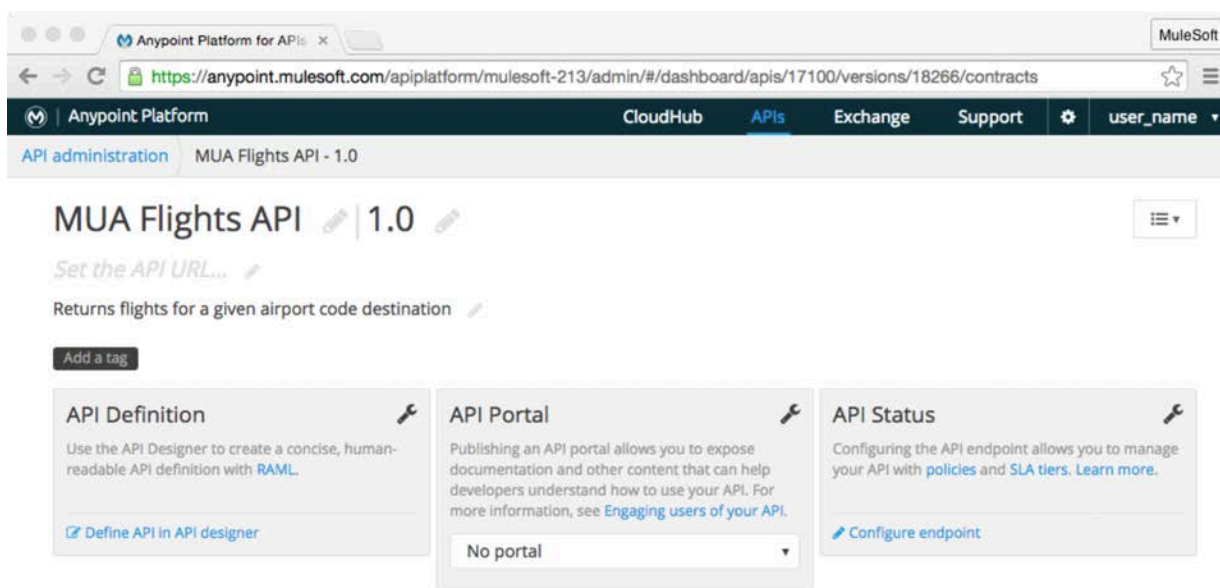 Anypoint Platform for APIs
MuleSoft
https://anypoint.mulesoft.com/apiplatform/mulesoft-213/admin/#/dashboard/apis/17100/versions/18266/contracts
Anypoint Platform CloudHub APIs Exchange Support user_name
API administration MUA Flights API - 1.0
MUA Flights API 1.0
Set the API URL...
Returns flights for a given airport code destination
Add a tag
API Definition
Use the API Designer to create a concise, human-
readable API definition with RAML.
Define API in API designer
API Portal
Publishing an API portal allows you to expose
documentation and other content that can help
developers understand how to use your API. For
more information, see Engaging users of your API.
No portal
API Status
Configuring the API endpoint allows you to manage
your API with policies and SLA tiers. Learn more.
Configure endpoint